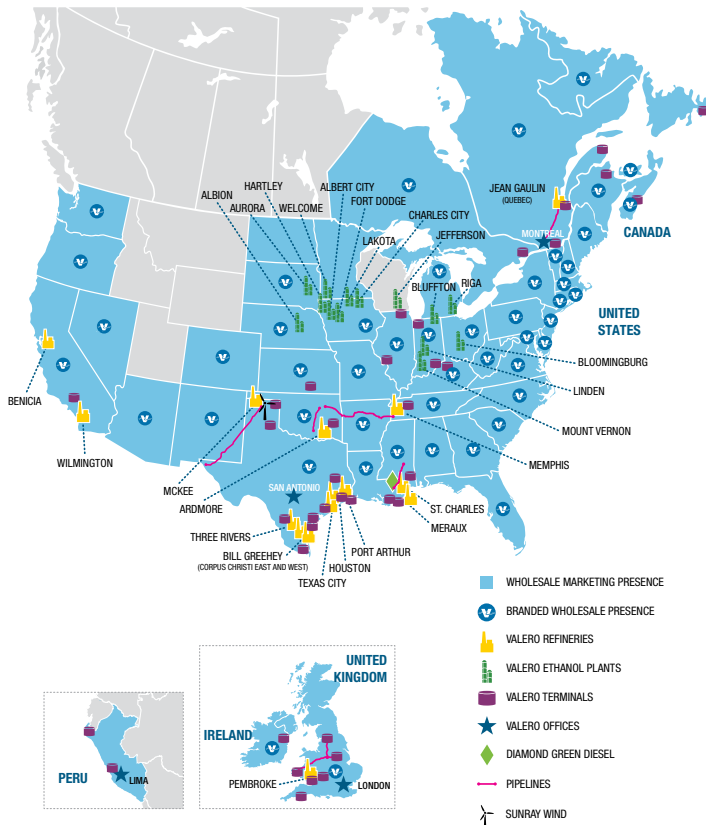 HARTLEY
ALBERT CITY
ALBION
FORT DODGE
AURORA
WELCOME
CHARLES CITY
LAKOTA
JEFFERSON
BLUFFTON
RIGA
JEAN GAULIN
(QUEBEC)
MONTREAL
CANADA
UNITED
STATES
BLOOMINGBURG
LINDEN
MOUNT VERNON
MEMPHIS
BENICIA
WILMINGTON
MCKEE
ARDMORE
SAN ANTONIO
ST. CHARLES
MERAUX
THREE RIVERS
BILL GREEHEY
(CORPUS CHRISTI EAST AND WEST)
PORT ARTHUR
HOUSTON
TEXAS CITY
WHOLESALE MARKETING PRESENCE
BRANDED WHOLESALE PRESENCE
VALERO REFINERIES
VALERO ETHANOL PLANTS
VALERO TERMINALS
VALERO OFFICES
DIAMOND GREEN DIESEL
PIPELINES
SUNRAY WIND
UNITED
KINGDOM
IRELAND
PEMBROKE
LONDON
PERU
LIMA